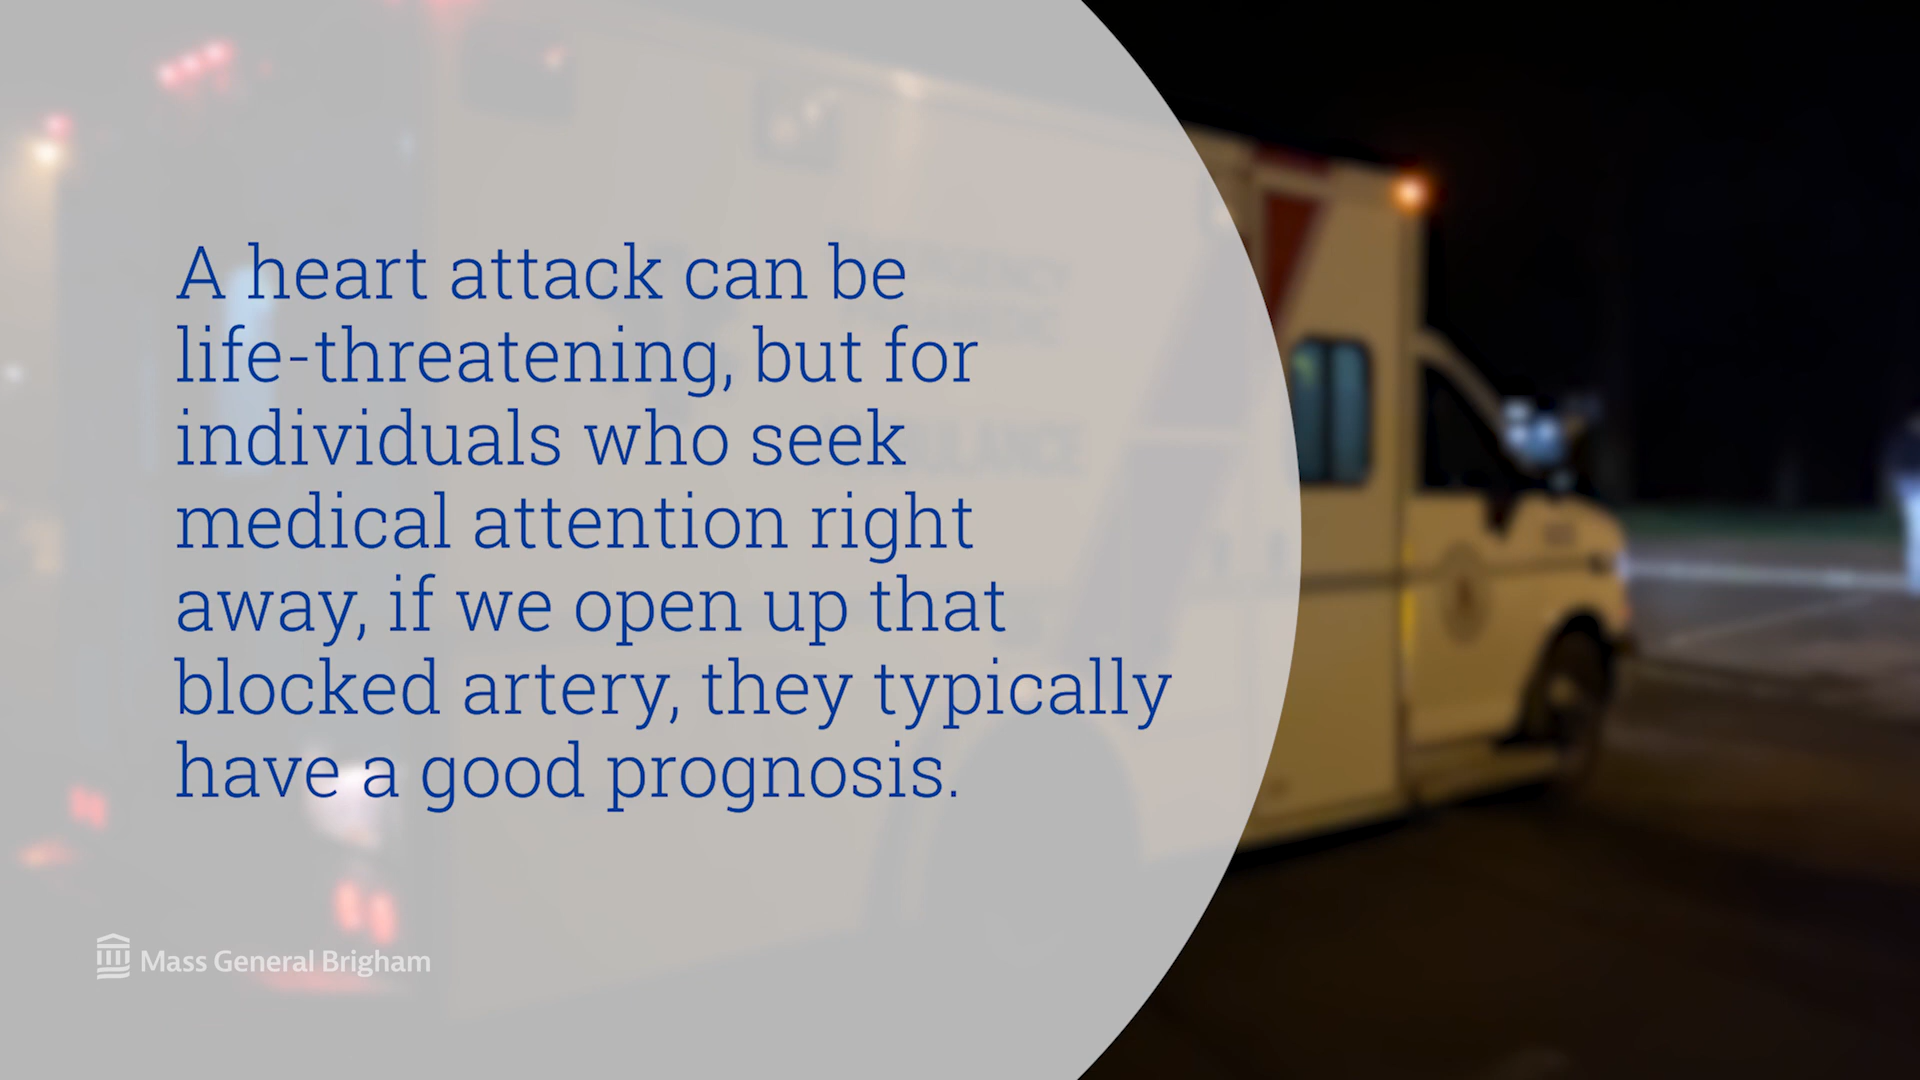 A heart attack can be
life-threatening, but for
individuals who seek
medical attention right
away, if we open up that
blocked artery, they typically
have a good prognosis.
Mass General Brigham